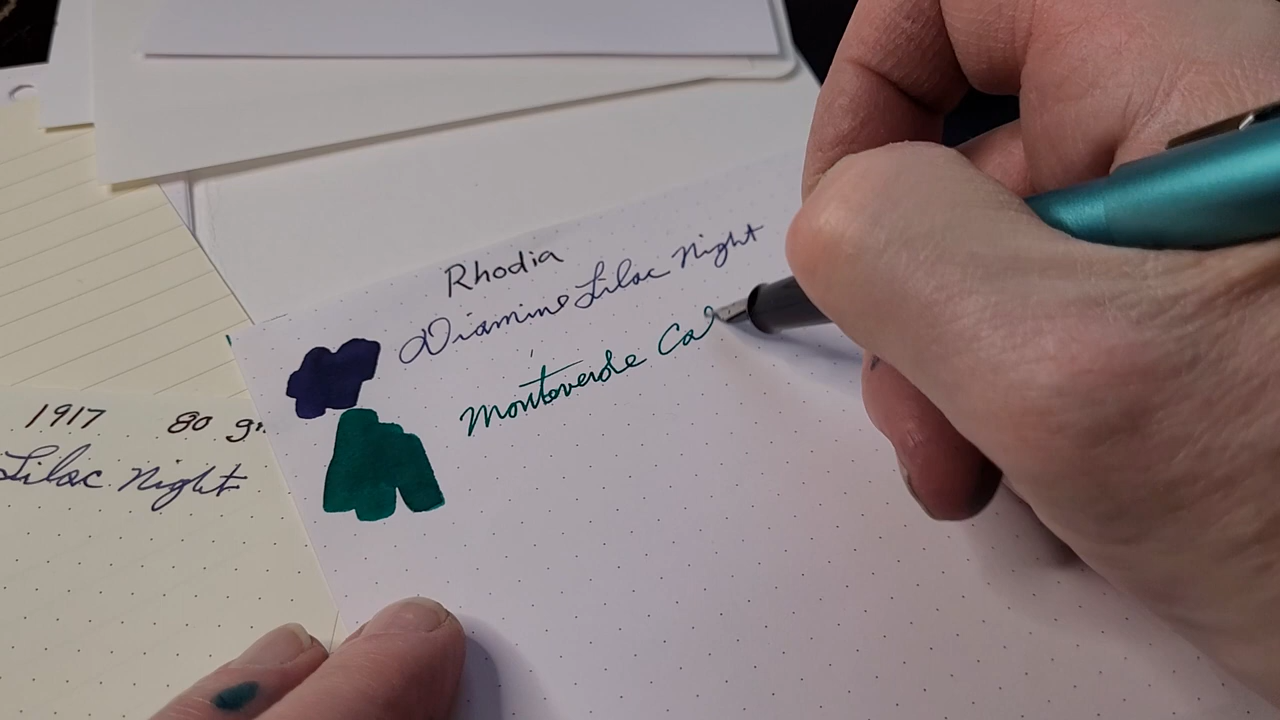 Rhodia
Diamine Lilac Night
Monteverde Ca
1917 80 g
Lilac Night